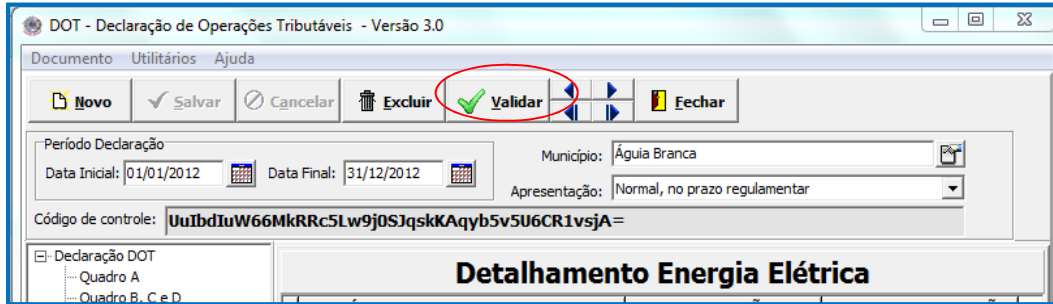 DOT - Declaração de Operações Tributáveis - Versão 3.0
Documento Utilitários Ajuda
Novo Salvar Cancelar Excluir Validar Fechar
Período Declaração
Data Inicial: 01/01/2012 Data Final: 31/12/2012
Município: Águia Branca
Apresentação: Normal, no prazo regulamentar
Código de controle: UuIbdIuW66MkRRc5Lw9j0SJqskKAqyb5v5U6CR1vsjA=
Declaração DOT
Quadro A
Quadro B, C e D
Detalhamento Energia Elétrica